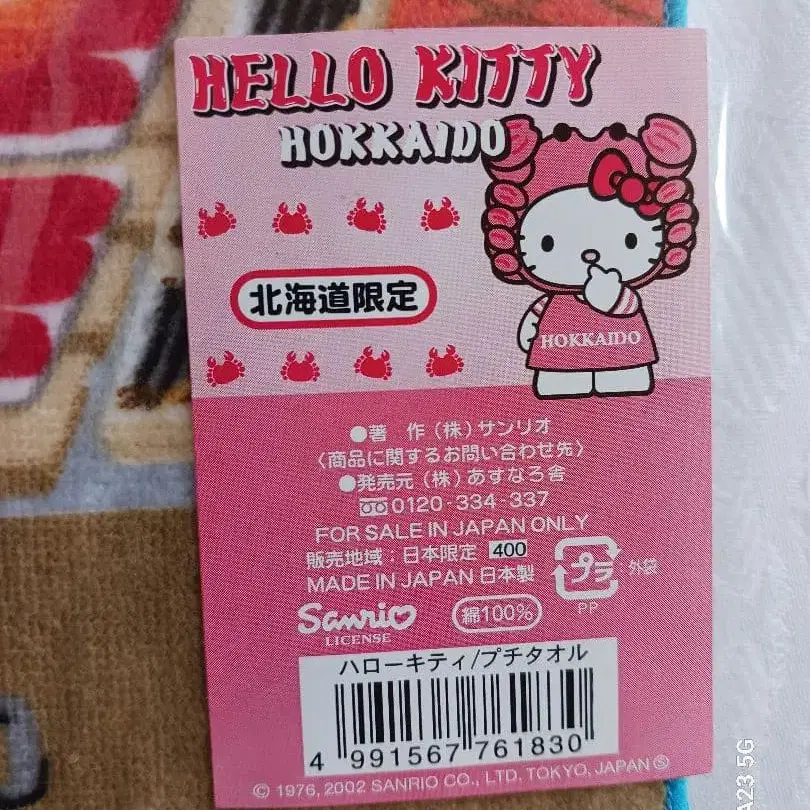 HELLO KITTY
HOKKAIDO
北海道限定
HOKKAIDO
●著 作(株)サンリオ
〈商品に関するお問い合わせ先〉
●発売元(株)あすなろ舎
0120-334-337
FOR SALE IN JAPAN ONLY
販売地域:日本限定 400
MADE IN JAPAN 日本製
プラ 外袋
PP
Sanrio
LICENSE
綿100%
ハローキティ/プチタオル
4 991567 761830
© 1976, 2002 SANRIO CO., LTD. TOKYO, JAPAN Ⓢ
A23 5G